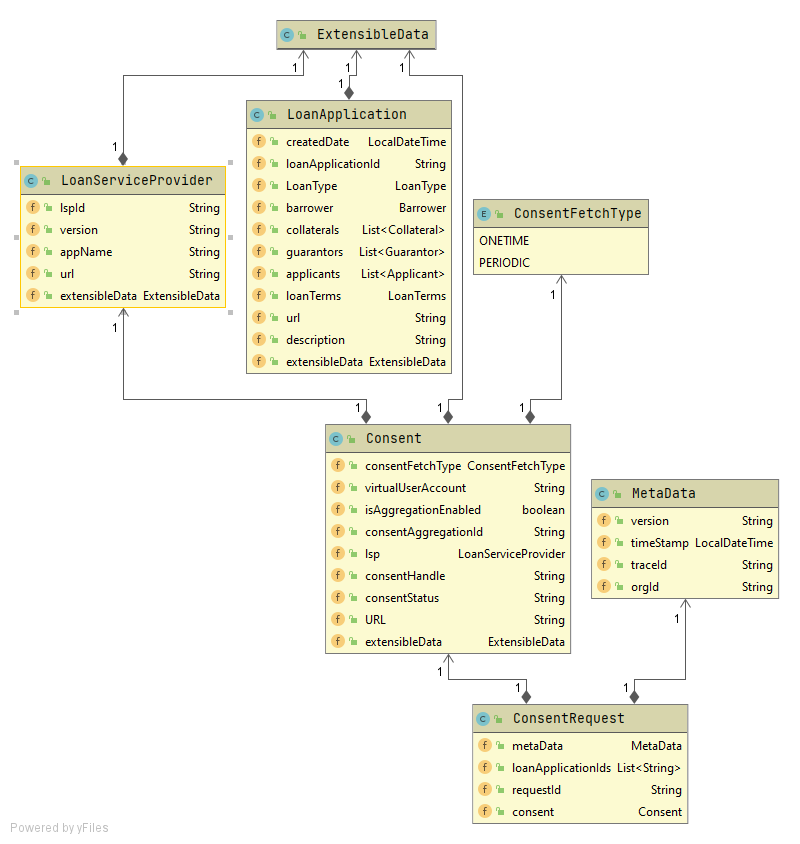 C ExtensibleData
1 1 1
1
1
C LoanApplication
f createdDate LocalDateTime
f loanApplicationId String
f LoanType LoanType
f barrower Barrower
f collaterals List<Collateral>
f guarantors List<Guarantor>
f applicants List<Applicant>
f loanTerms LoanTerms
f url String
f description String
f extensibleData ExtensibleData
C LoanServiceProvider
f lspId String
f version String
f appName String
f url String
f extensibleData ExtensibleData
E ConsentFetchType
ONETIME
PERIODIC
1
1
1 1 1
C Consent
f consentFetchType ConsentFetchType
f virtualUserAccount String
f isAggregationEnabled boolean
f consentAggregationId String
f lsp LoanServiceProvider
f consentHandle String
f consentStatus String
f URL String
f extensibleData ExtensibleData
C MetaData
f version String
f timeStamp LocalDateTime
f traceId String
f orgId String
1
1
1 1
C ConsentRequest
f metaData MetaData
f loanApplicationIds List<String>
f requestId String
f consent Consent
Powered by yFiles